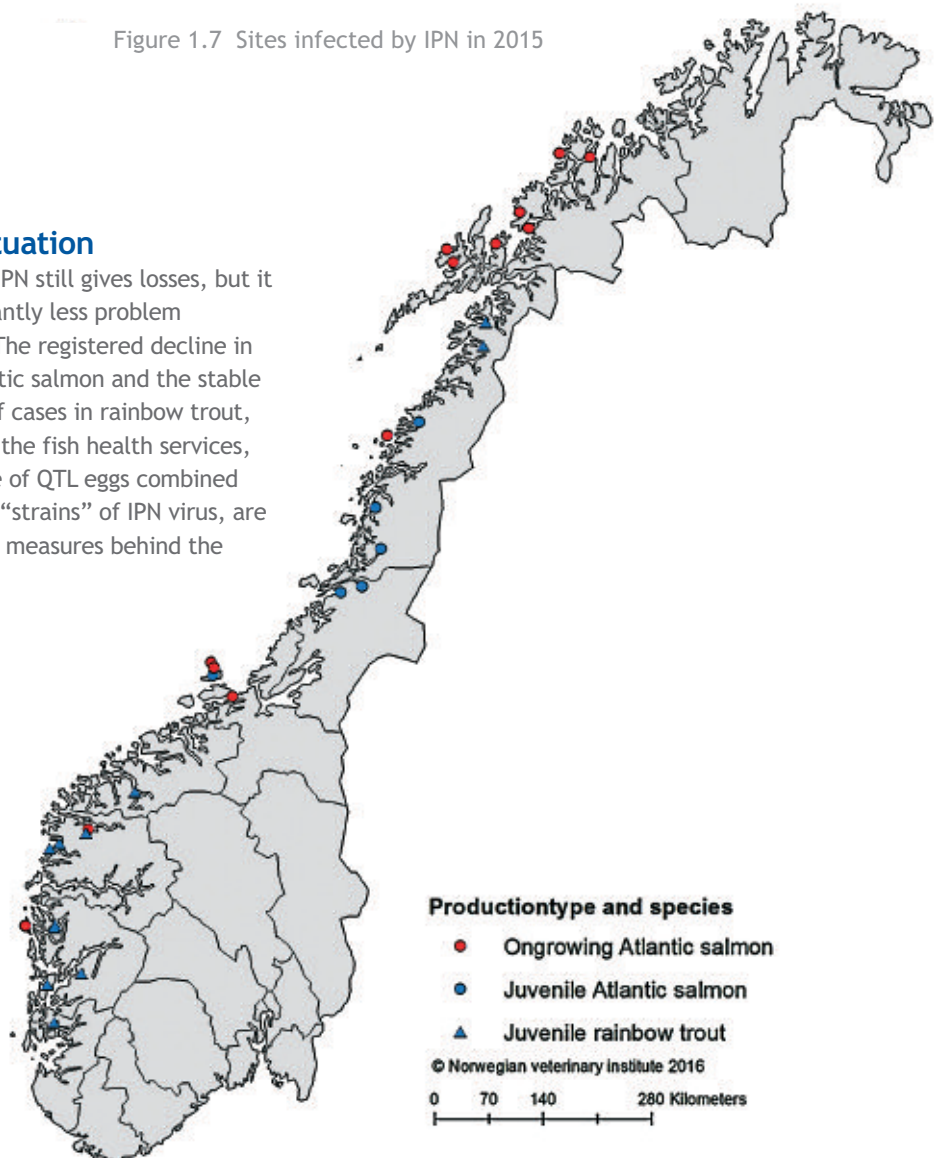 Figure 1.7 Sites infected by IPN in 2015
tuation
PN still gives losses, but it
antly less problem
The registered decline in
tic salmon and the stable
f cases in rainbow trout,
the fish health services,
e of QTL eggs combined
“strains” of IPN virus, are
measures behind the
Productiontype and species
Ongrowing Atlantic salmon
Juvenile Atlantic salmon
Juvenile rainbow trout
© Norwegian veterinary institute 2016
0 70 140 280 Kilometers